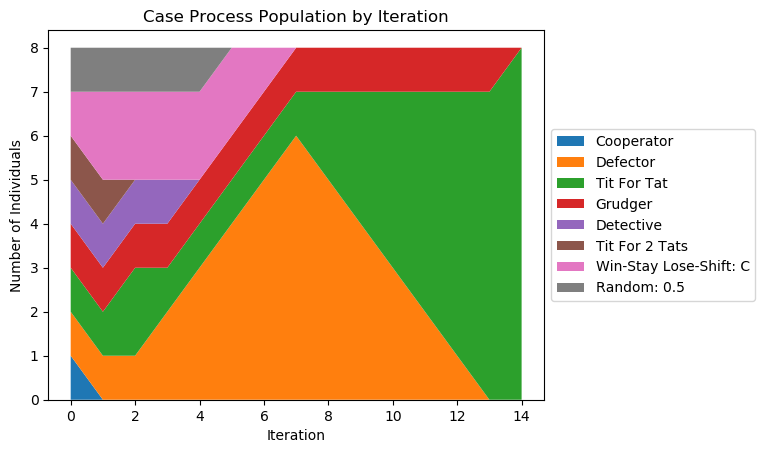 Case Process Population by Iteration
8
7
6
5
4
3
2
1
0
Number of Individuals
0 2 4 6 8 10 12 14
Iteration
Cooperator
Defector
Tit For Tat
Grudger
Detective
Tit For 2 Tats
Win-Stay Lose-Shift: C
Random: 0.5